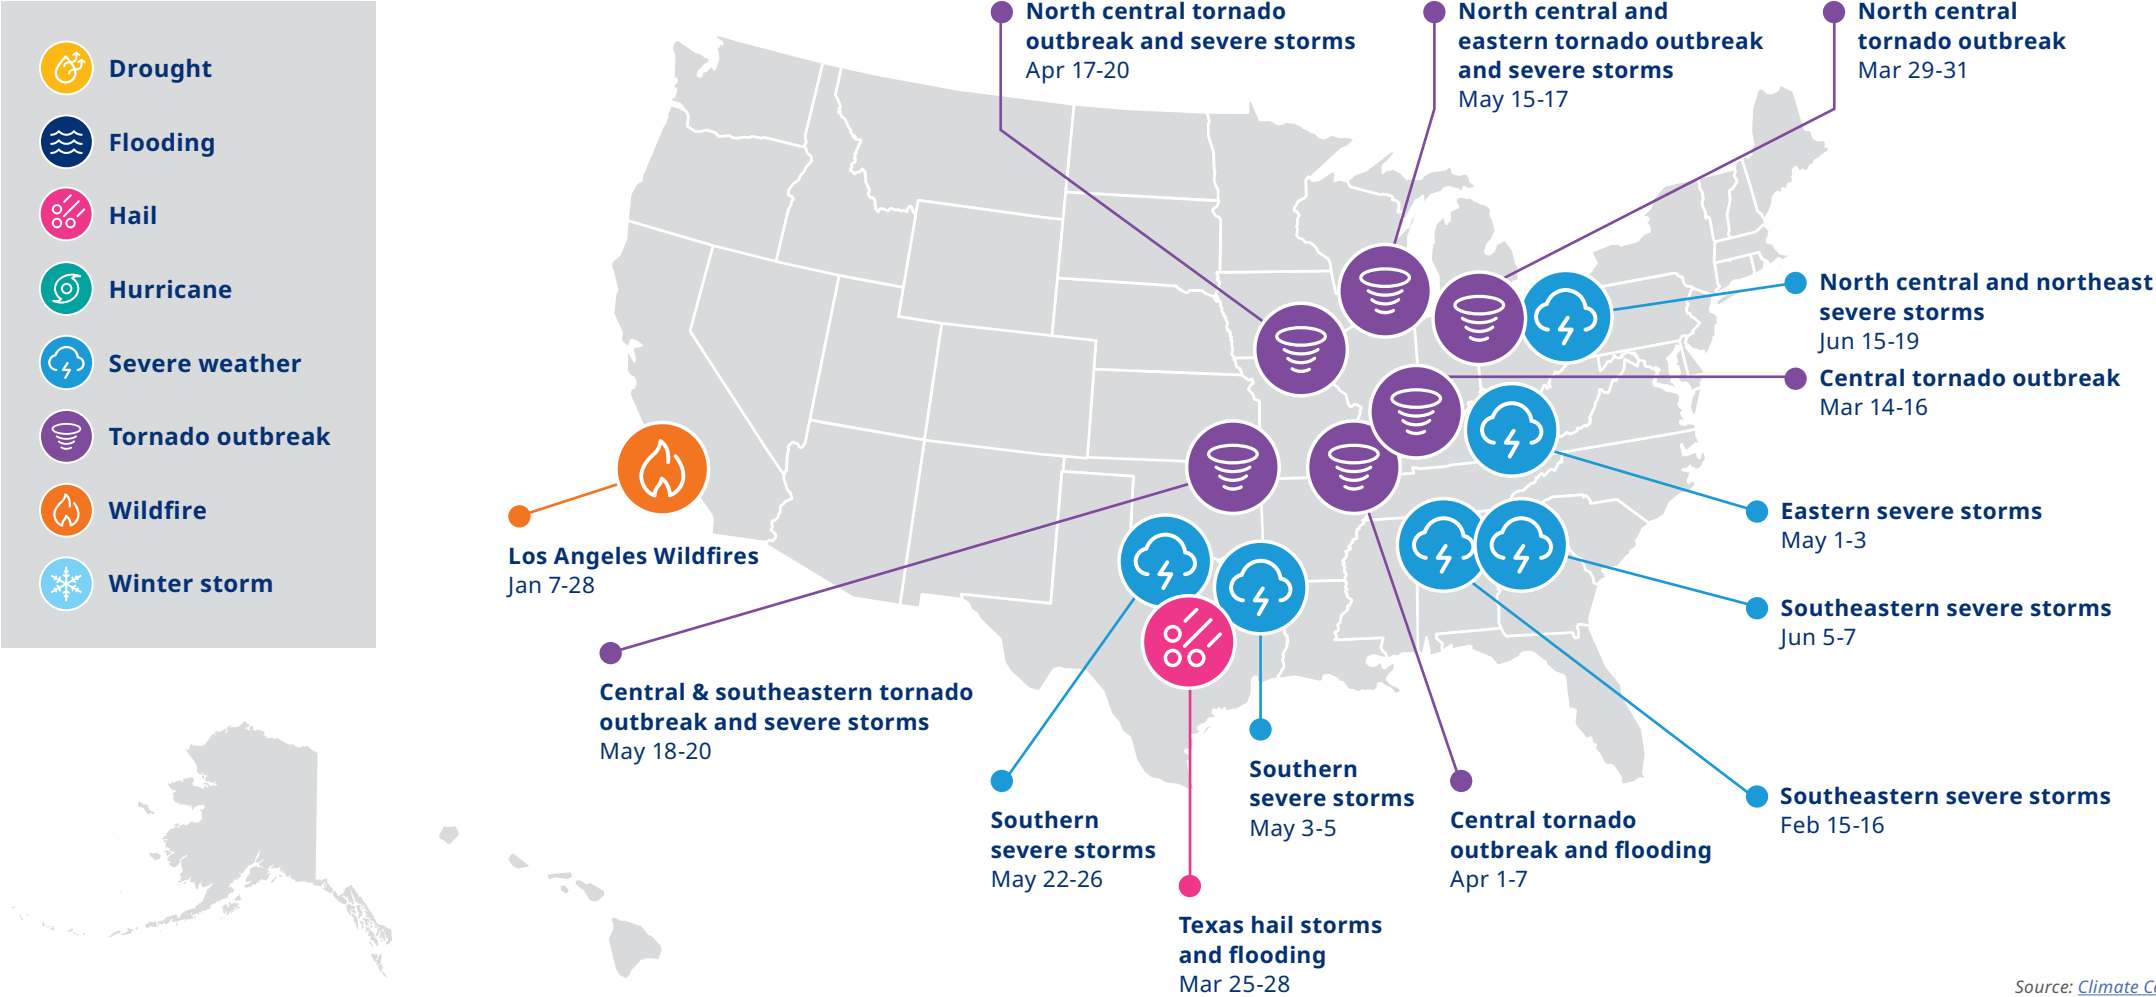 Drought
Flooding
Hail
Hurricane
Severe weather
Tornado outbreak
Wildfire
Winter storm
North central tornado
outbreak and severe storms
Apr 17-20
North central and
eastern tornado outbreak
and severe storms
May 15-17
North central
tornado outbreak
Mar 29-31
North central and northeast
severe storms
Jun 15-19
Central tornado outbreak
Mar 14-16
Eastern severe storms
May 1-3
Southeastern severe storms
Jun 5-7
Southeastern severe storms
Feb 15-16
Los Angeles Wildfires
Jan 7-28
Central & southeastern tornado
outbreak and severe storms
May 18-20
Southern
severe storms
May 22-26
Southern
severe storms
May 3-5
Central tornado
outbreak and flooding
Apr 1-7
Texas hail storms
and flooding
Mar 25-28
Source: Climate